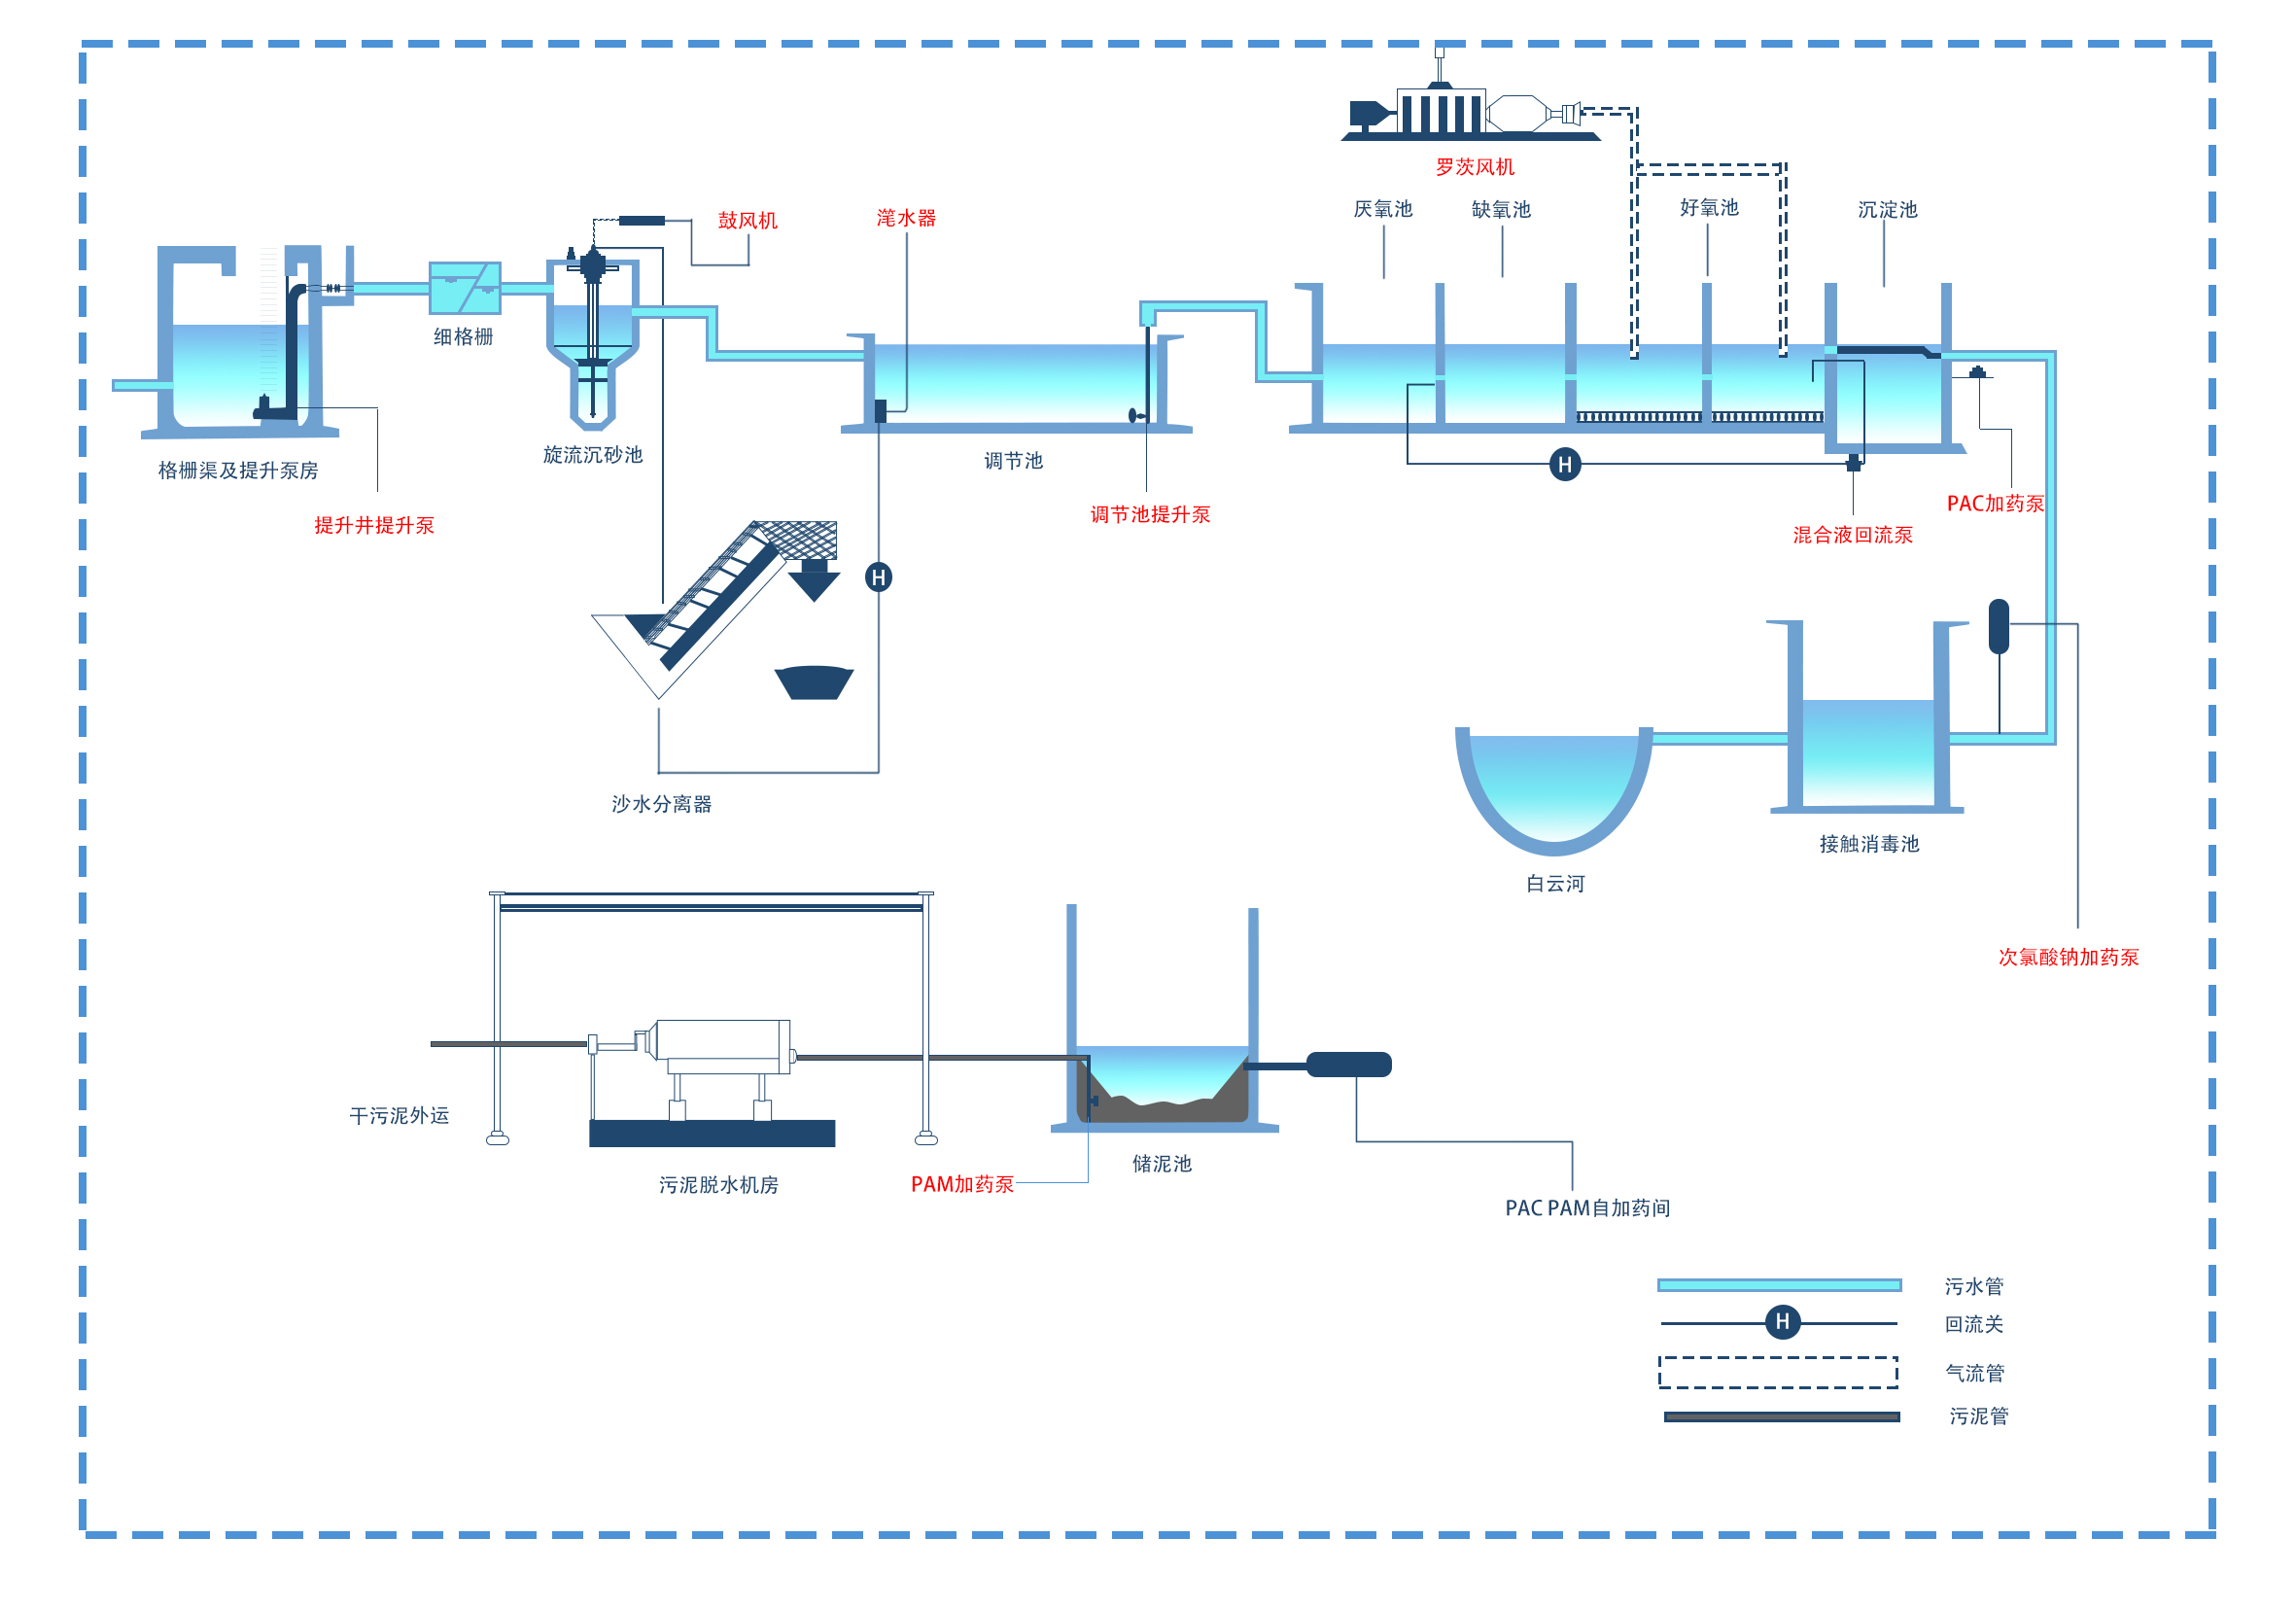 罗茨风机
厌氧池
缺氧池
好氧池
沉淀池
鼓风机
滗水器
细格栅
旋流沉砂池
调节池
格栅渠及提升泵房
H
提升井提升泵
调节池提升泵
PAC加药泵
混合液回流泵
H
沙水分离器
接触消毒池
白云河
次氯酸钠加药泵
干污泥外运
储泥池
污泥脱水机房
PAM加药泵
PAC PAM自加药间
污水管
H
回流关
气流管
污泥管